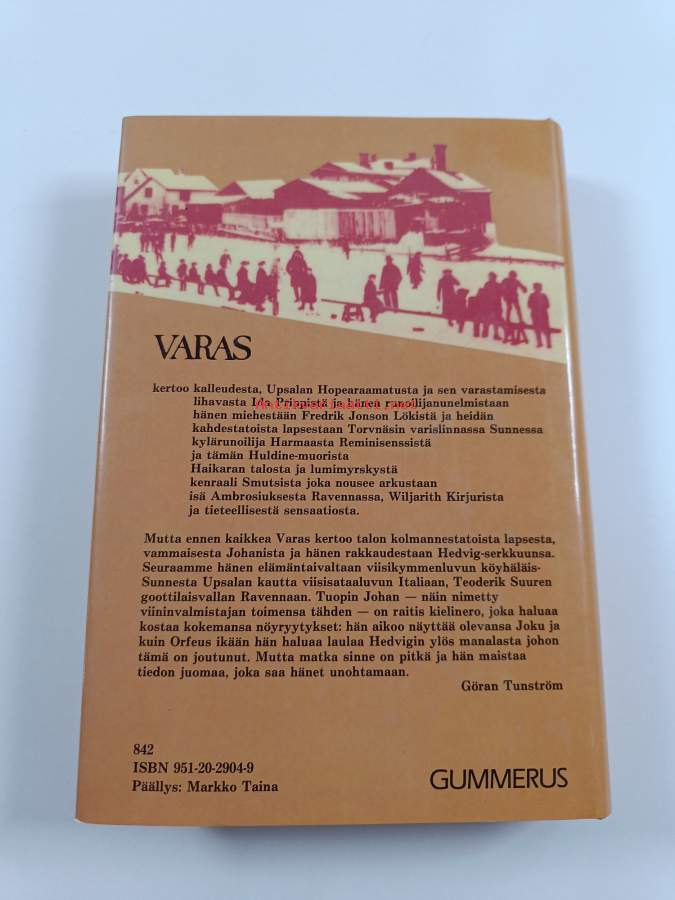 VARAS
kertoo kalleudesta, Upsalan Hopearaamatusta ja sen varastamisesta
lihavasta Ida Pripistä ja hänen ranskilijanunelmistaan
hänen miehestään Fredrik Jonson Lökistä ja heidän
kahdestatoista lapsestaan Torvnäsin varislinnassa Sunnessa
kylärunoilija Harmaasta Reminisenssistä
ja tämän Huldine-muorista
Haikaran talosta ja lumimyrskystä
kenraali Smutsista joka nousee arkustaan
isä Ambrosiuksesta Ravennassa, Wiljarith Kirjurista
ja tieteellisestä sensaatiosta.
Mutta ennen kaikkea Varas kertoo talon kolmannestatoista lapsesta,
vammaisesta Johanista ja hänen rakkaudestaan Hedvig-serkkuunsa.
Seuraamme hänen elämäntaivaltaan viisikymmenluvun köyhäläis-
Sunnesta Upsalan kautta viisisataaluvun Italiaan, Teoderik Suuren
goottilaisvallan Ravennaan. Tuopin Johan — näin nimetty
viininvalmistajan toimensa tähden — on raitis kielinero, joka haluaa
kostaa kokemansa nöyryytykset: hän aikoo näyttää olevansa Joku ja
kuin Orfeus ikään hän haluaa laulaa Hedvigin ylös manalasta johon
tämä on joutunut. Mutta matka sinne on pitkä ja hän maistaa
tiedon juomaa, joka saa hänet unohtamaan.
Göran Tunström
842
ISBN 951-20-2904-9
Päällys: Markko Taina
GUMMERUS